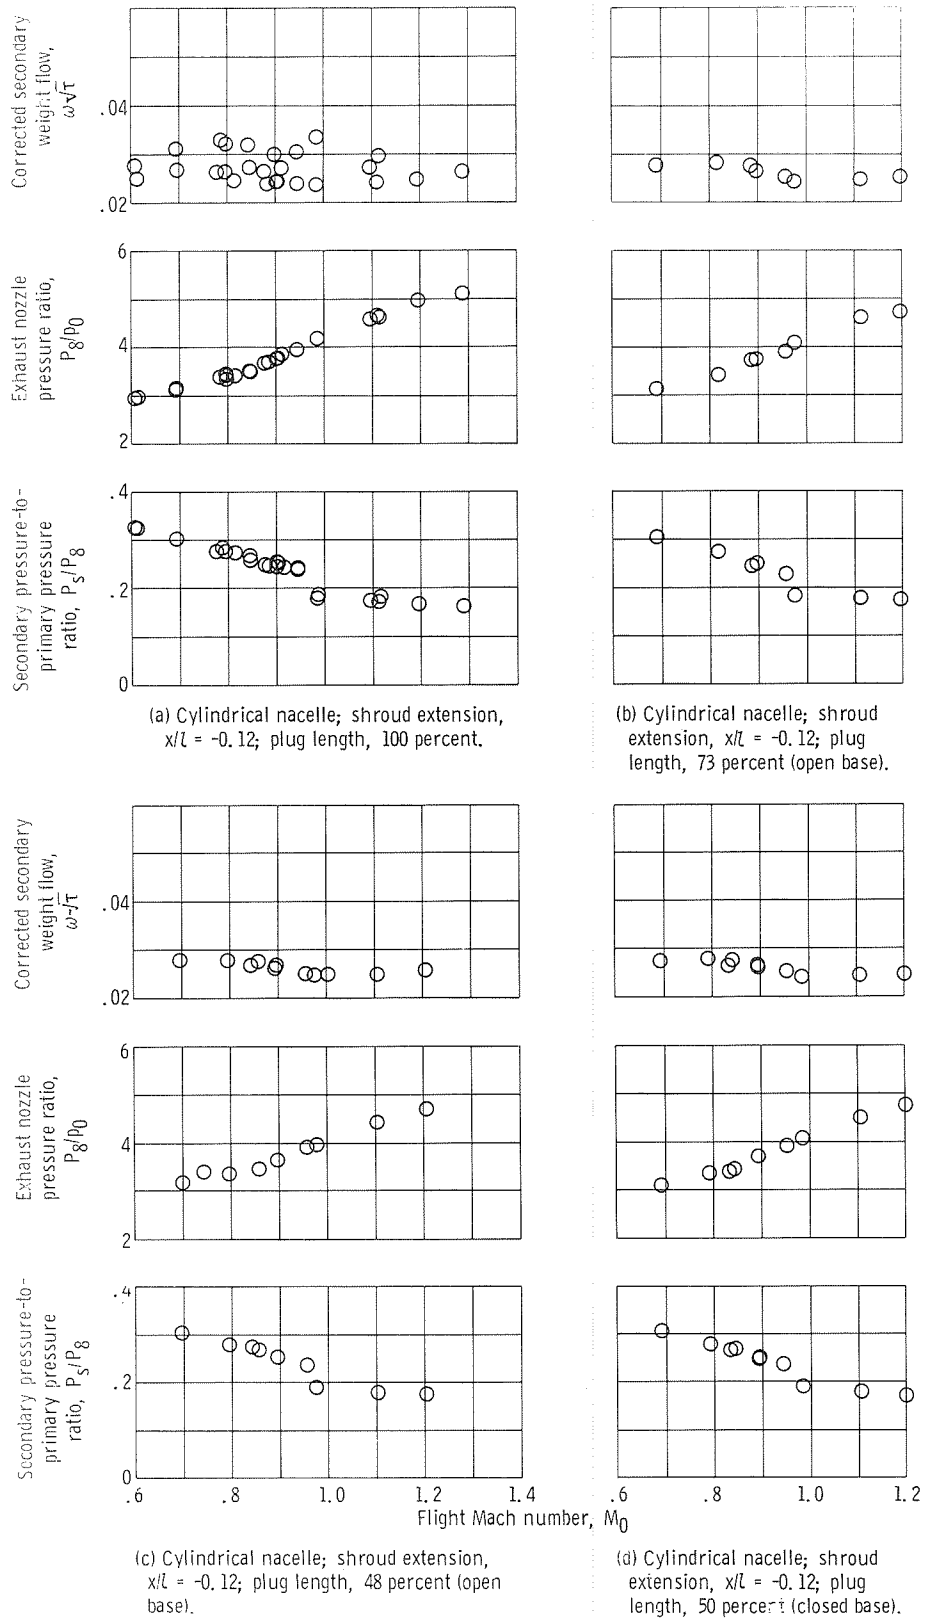 Corrected secondary
weight flow,
ω√τ
.04
.02
Exhaust nozzle
pressure ratio,
P8/p0
6
4
2
Secondary pressure-to-
primary pressure
ratio, Ps/P8
.4
.2
0
(a) Cylindrical nacelle; shroud extension,
x/l = -0.12; plug length, 100 percent.
(b) Cylindrical nacelle; shroud
extension, x/l = -0.12; plug
length, 73 percent (open base).
Corrected secondary
weight flow,
ω√τ
.04
.02
Exhaust nozzle
pressure ratio,
P8/p0
6
4
2
Secondary pressure-to-
primary pressure
ratio, Ps/P8
.4
.2
0
.6 .8 1.0 1.2 1.4
.6 .8 1.0 1.2
Flight Mach number, M0
(c) Cylindrical nacelle; shroud extension,
x/l = -0.12; plug length, 48 percent (open
base).
(d) Cylindrical nacelle; shroud
extension, x/l = -0.12; plug
length, 50 percent (closed base).